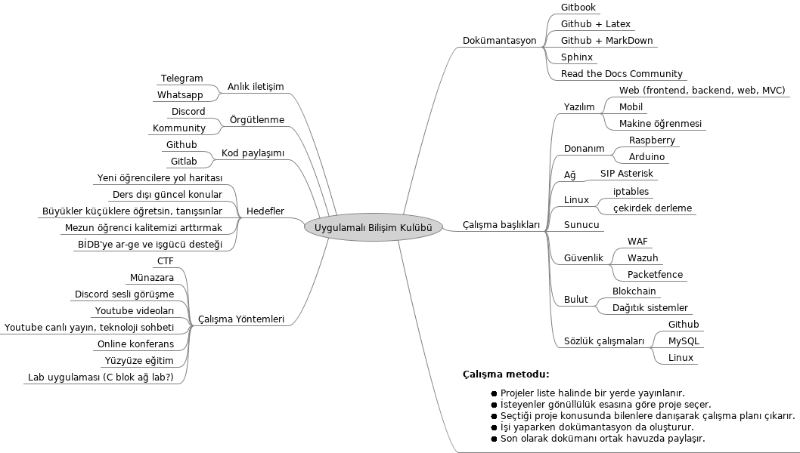 Uygulamalı Bilişim Kulübü
Anlık iletişim
Telegram
Whatsapp
Örgütlenme
Discord
Kommunity
Kod paylaşımı
Github
Gitlab
Hedefler
Yeni öğrencilere yol haritası
Ders dışı güncel konular
Büyükler küçüklere öğretsin, tanışsınlar
Mezun öğrenci kalitemizi arttırmak
BİDB'ye ar-ge ve işgücü desteği
Çalışma Yöntemleri
CTF
Münazara
Discord sesli görüşme
Youtube videoları
Youtube canlı yayın, teknoloji sohbeti
Online konferans
Yüzyüze eğitim
Lab uygulaması (C blok ağ lab?)
Dokümantasyon
Gitbook
Github + Latex
Github + MarkDown
Sphinx
Read the Docs Community
Çalışma başlıkları
Yazılım
Web (frontend, backend, web, MVC)
Mobil
Makine öğrenmesi
Donanım
Raspberry
Arduino
Ağ
SIP Asterisk
Linux
iptables
çekirdek derleme
Sunucu
Güvenlik
WAF
Wazuh
Packetfence
Bulut
Blokchain
Dağıtık sistemler
Sözlük çalışmaları
Github
MySQL
Linux
Çalışma metodu:
● Projeler liste halinde bir yerde yayınlanır.
● İsteyenler gönüllülük esasına göre proje seçer.
● Seçtiği proje konusunda bilenlere danışarak çalışma planı çıkarır.
● İşi yaparken dokümantasyon da oluşturur.
● Son olarak dokümanı ortak havuzda paylaşır.